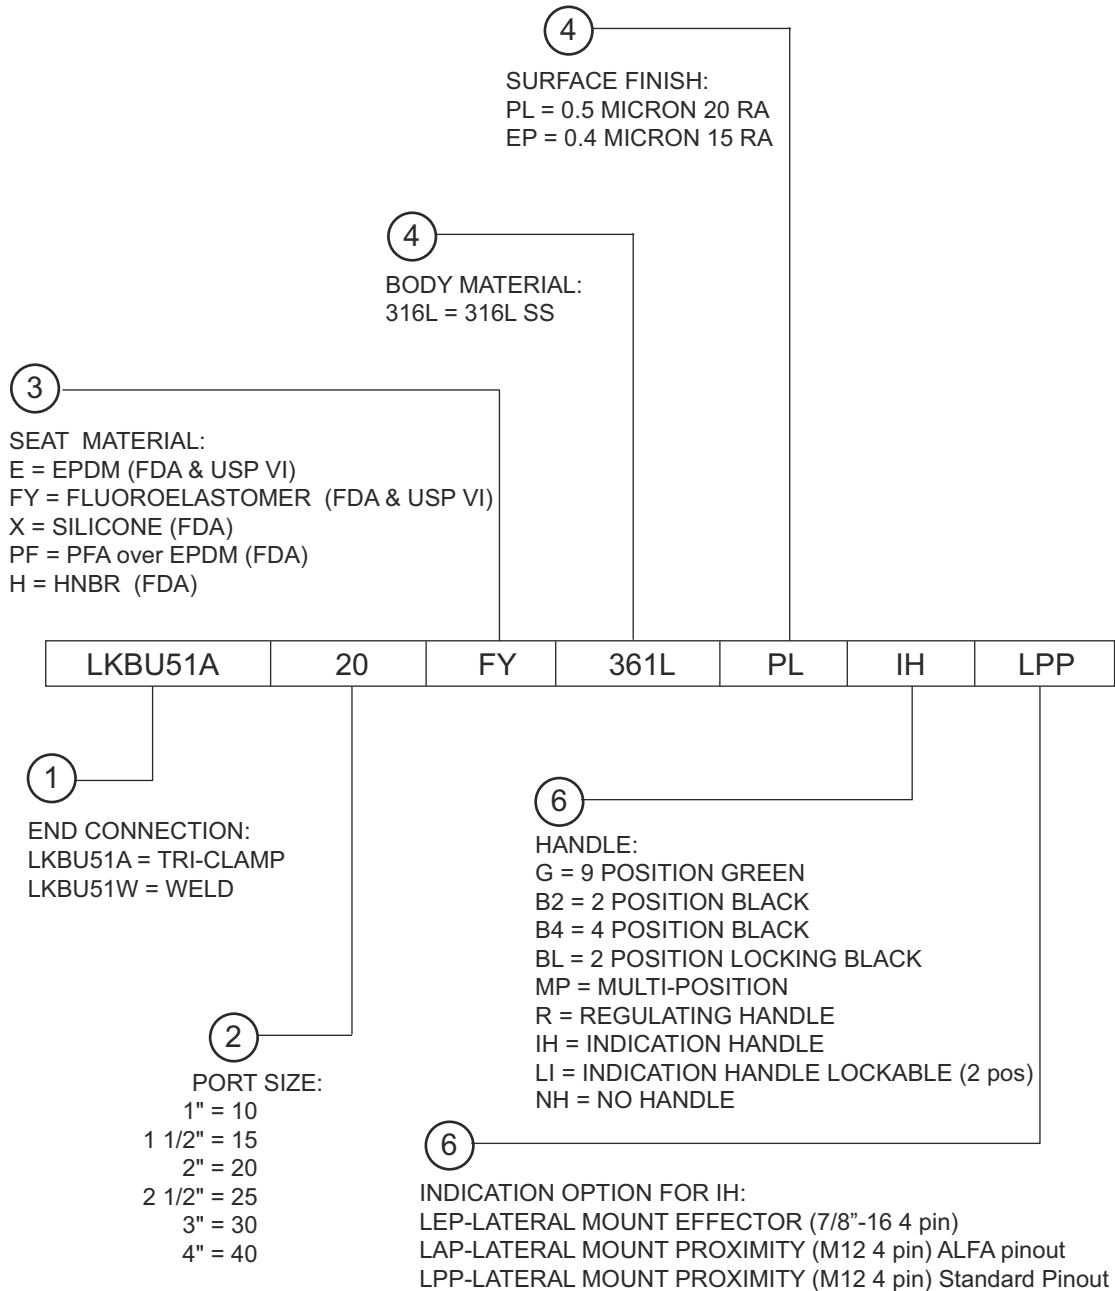 4
SURFACE FINISH:
PL = 0.5 MICRON 20 RA
EP = 0.4 MICRON 15 RA
4
BODY MATERIAL:
316L = 316L SS
3
SEAT MATERIAL:
E = EPDM (FDA & USP VI)
FY = FLUOROELASTOMER (FDA & USP VI)
X = SILICONE (FDA)
PF = PFA over EPDM (FDA)
H = HNBR (FDA)
LKBU51A 20 FY 361L PL IH LPP
1
END CONNECTION:
LKBU51A = TRI-CLAMP
LKBU51W = WELD
6
HANDLE:
G = 9 POSITION GREEN
B2 = 2 POSITION BLACK
B4 = 4 POSITION BLACK
BL = 2 POSITION LOCKING BLACK
MP = MULTI-POSITION
R = REGULATING HANDLE
IH = INDICATION HANDLE
LI = INDICATION HANDLE LOCKABLE (2 pos)
NH = NO HANDLE
2
PORT SIZE:
1" = 10
1 1/2" = 15
2" = 20
2 1/2" = 25
3" = 30
4" = 40
6
INDICATION OPTION FOR IH:
LEP-LATERAL MOUNT EFFECTOR (7/8”-16 4 pin)
LAP-LATERAL MOUNT PROXIMITY (M12 4 pin) ALFA pinout
LPP-LATERAL MOUNT PROXIMITY (M12 4 pin) Standard Pinout